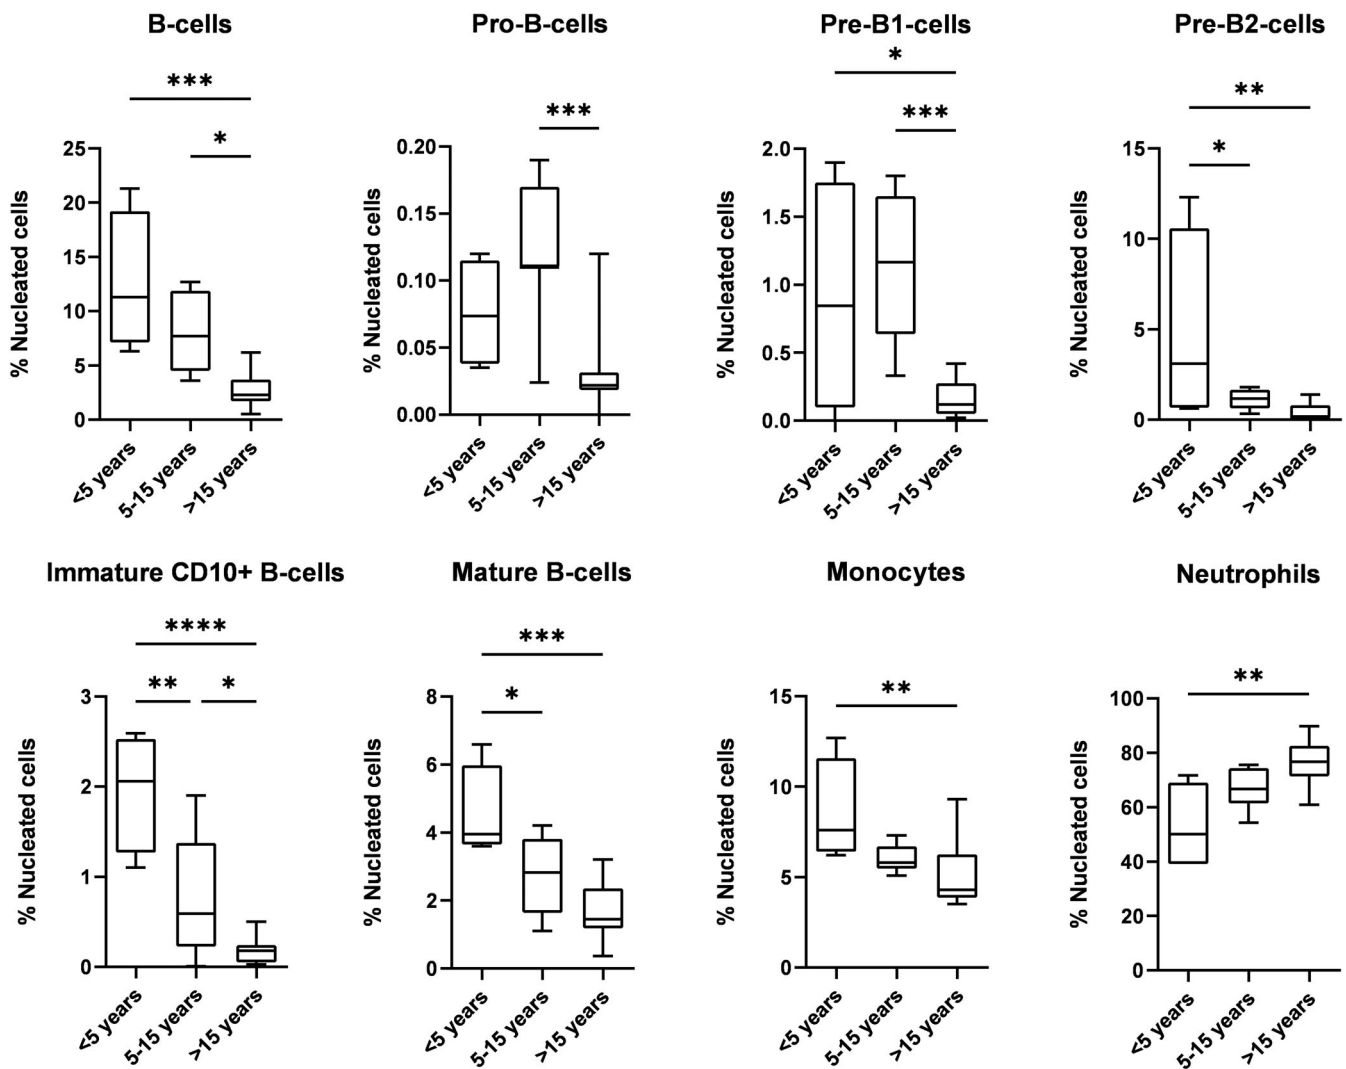 B-cells
***
*
25
20
15
10
5
0
% Nucleated cells
<5 years
5-15 years
>15 years
Pro-B-cells
***
0.20
0.15
0.10
0.05
0.00
% Nucleated cells
<5 years
5-15 years
>15 years
Pre-B1-cells
*
***
2.0
1.5
1.0
0.5
0.0
% Nucleated cells
<5 years
5-15 years
>15 years
Pre-B2-cells
**
*
15
10
5
0
% Nucleated cells
<5 years
5-15 years
>15 years
Immature CD10+ B-cells
****
** *
3
2
1
0
% Nucleated cells
<5 years
5-15 years
>15 years
Mature B-cells
***
*
8
6
4
2
0
% Nucleated cells
<5 years
5-15 years
>15 years
Monocytes
**
15
10
5
0
% Nucleated cells
<5 years
5-15 years
>15 years
Neutrophils
**
100
80
60
40
20
0
% Nucleated cells
<5 years
5-15 years
>15 years